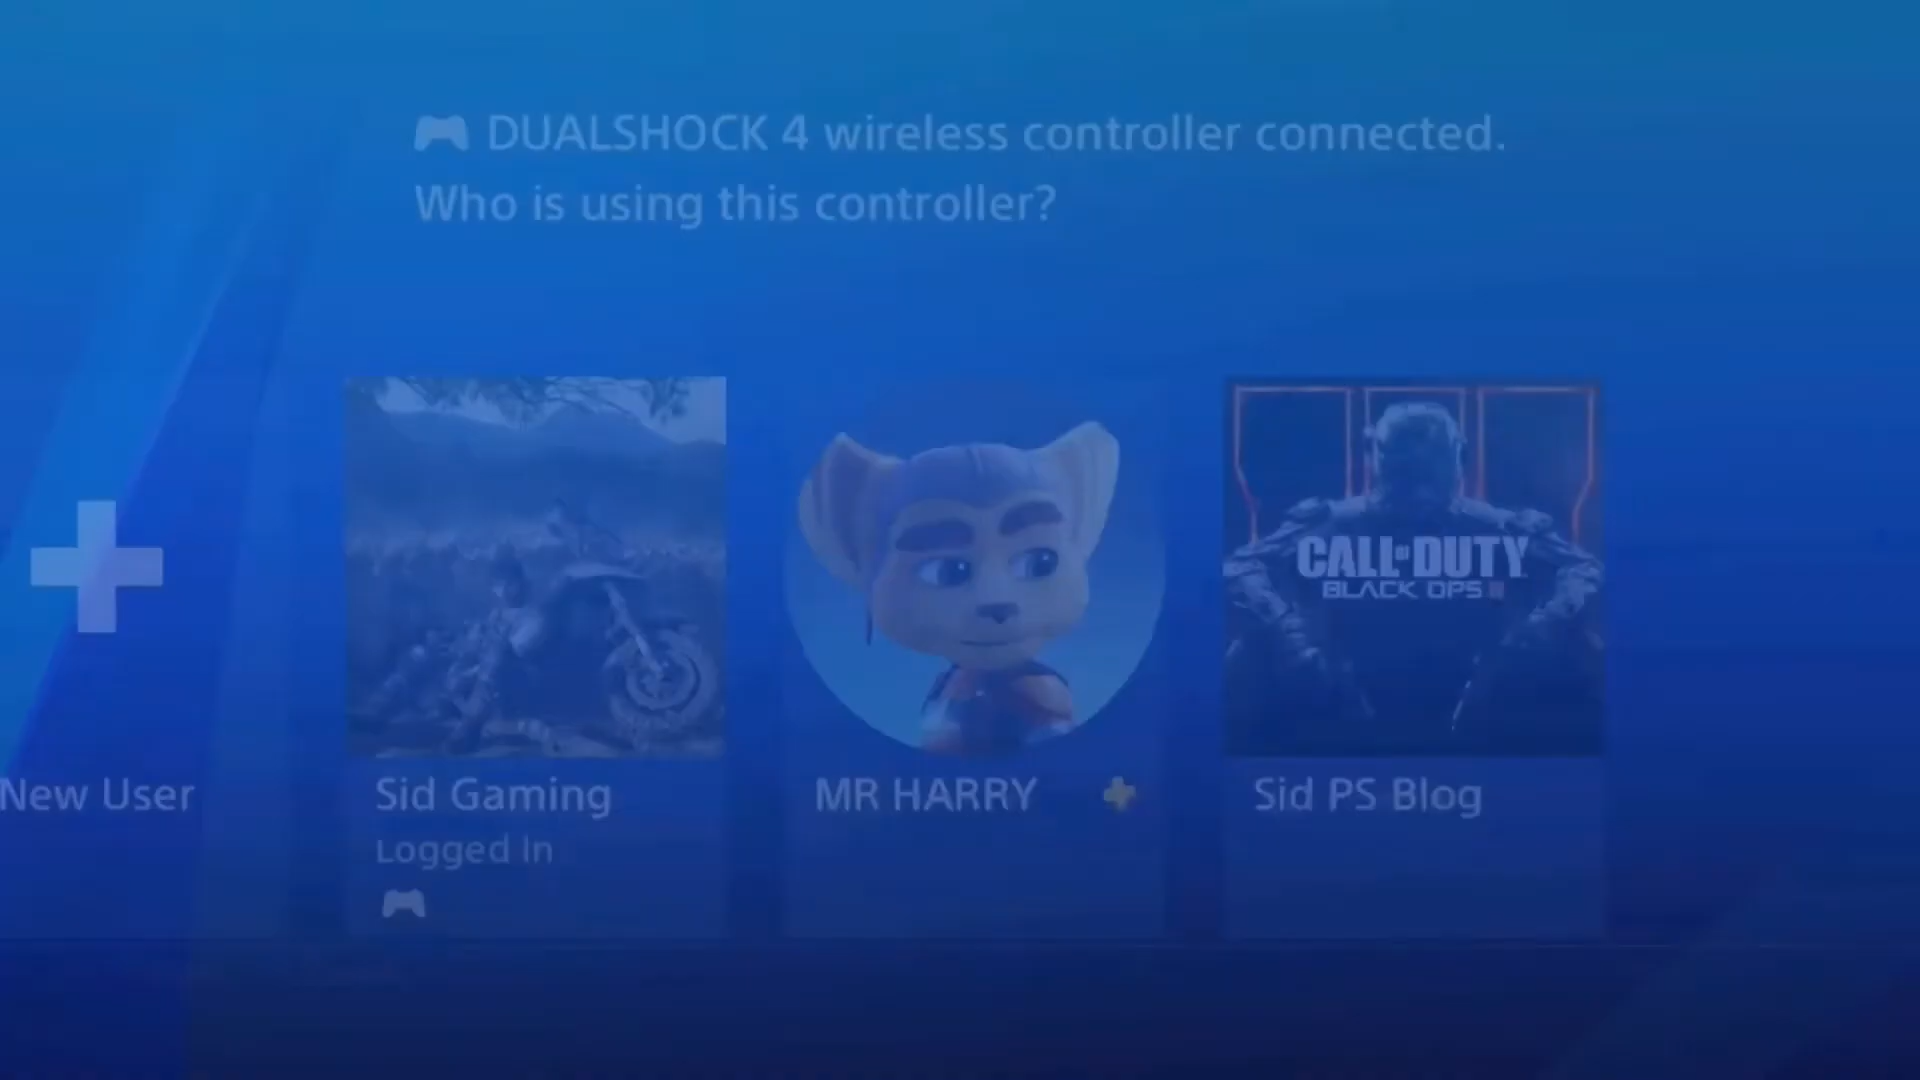 DUALSHOCK 4 wireless controller connected.
Who is using this controller?
CALL OF DUTY
BLACK OPS III
New User
Sid Gaming
MR HARRY
Sid PS Blog
Logged In